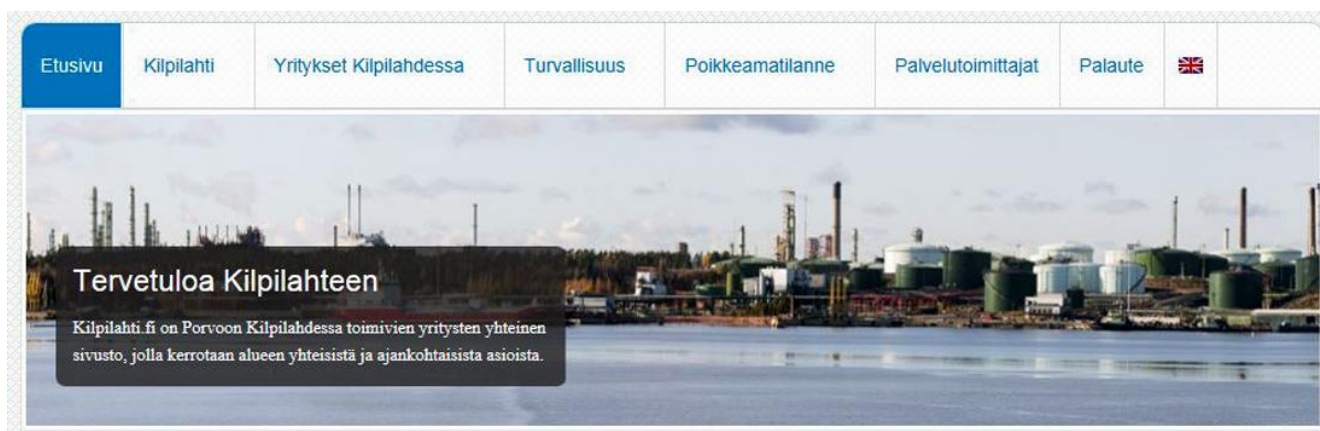 Etusivu Kilpilahti Yritykset Kilpilahdessa Turvallisuus Poikkeamatilanne Palvelutoimittajat Palaute
Tervetuloa Kilpilahteen
Kilpilahti.fi on Porvoon Kilpilahdessa toimivien yritysten yhteinen
sivusto, jolla kerrotaan alueen yhteisistä ja ajankohtaisista asioista.